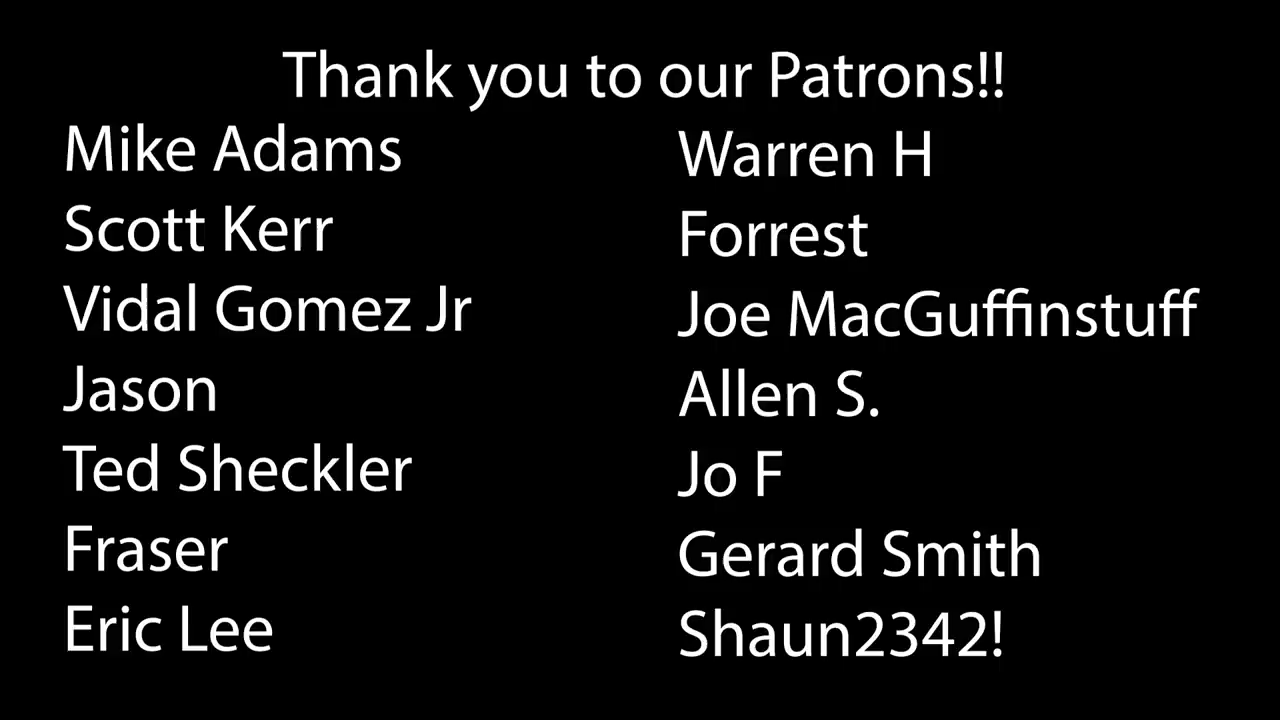 Thank you to our Patrons!!
Mike Adams
Scott Kerr
Vidal Gomez Jr
Jason
Ted Sheckler
Fraser
Eric Lee
Warren H
Forrest
Joe MacGuffinstuff
Allen S.
Jo F
Gerard Smith
Shaun2342!